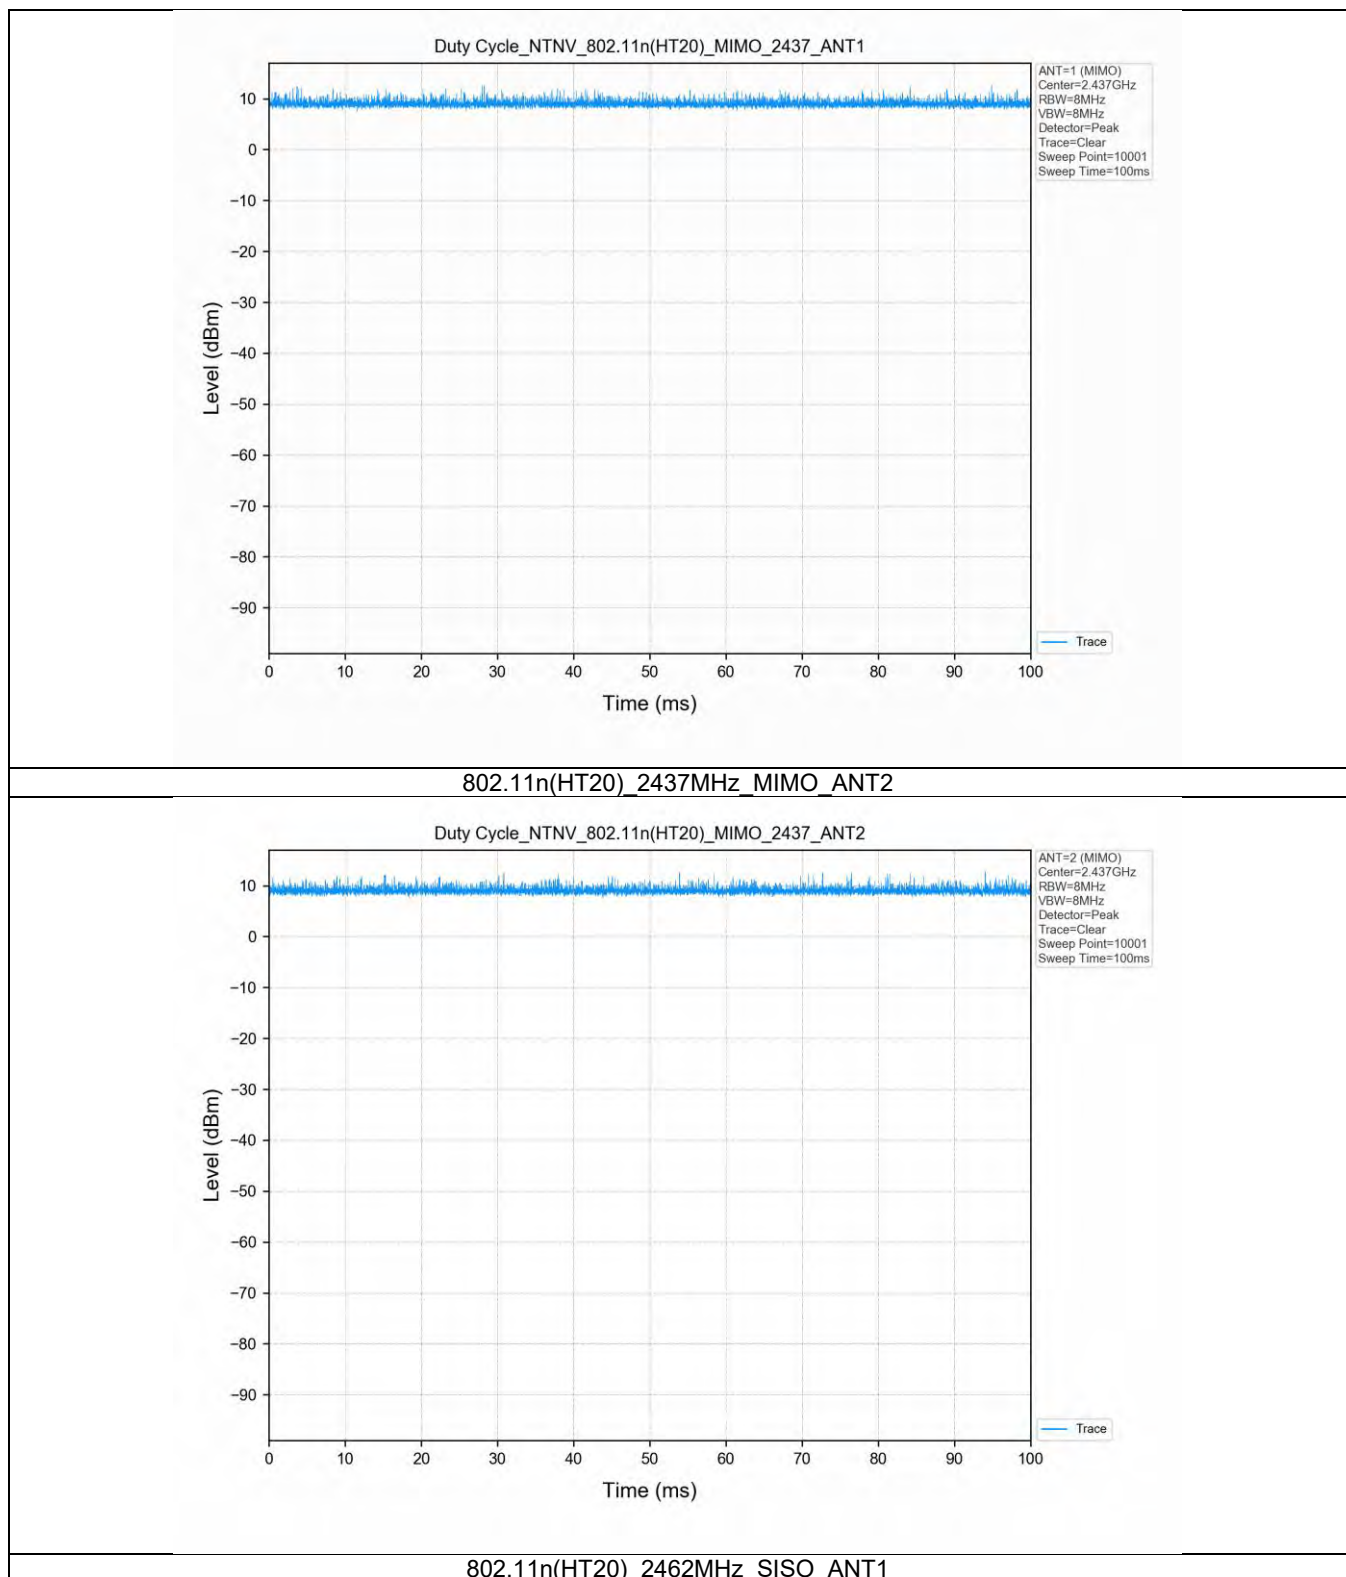 Duty Cycle_NTNV_802.11n(HT20)_MIMO_2437_ANT1
ANT=1 (MIMO)
Center=2.437GHz
RBW=8MHz
VBW=8MHz
Detector=Peak
Trace=Clear
Sweep Point=10001
Sweep Time=100ms
10
0
−10
−20
−30
−40
−50
−60
−70
−80
−90
Level (dBm)
Trace
0 10 20 30 40 50 60 70 80 90 100
Time (ms)
802.11n(HT20)_2437MHz_MIMO_ANT2
Duty Cycle_NTNV_802.11n(HT20)_MIMO_2437_ANT2
ANT=2 (MIMO)
Center=2.437GHz
RBW=8MHz
VBW=8MHz
Detector=Peak
Trace=Clear
Sweep Point=10001
Sweep Time=100ms
10
0
−10
−20
−30
−40
−50
−60
−70
−80
−90
Level (dBm)
Trace
0 10 20 30 40 50 60 70 80 90 100
Time (ms)
802.11n(HT20)_2462MHz_SISO_ANT1